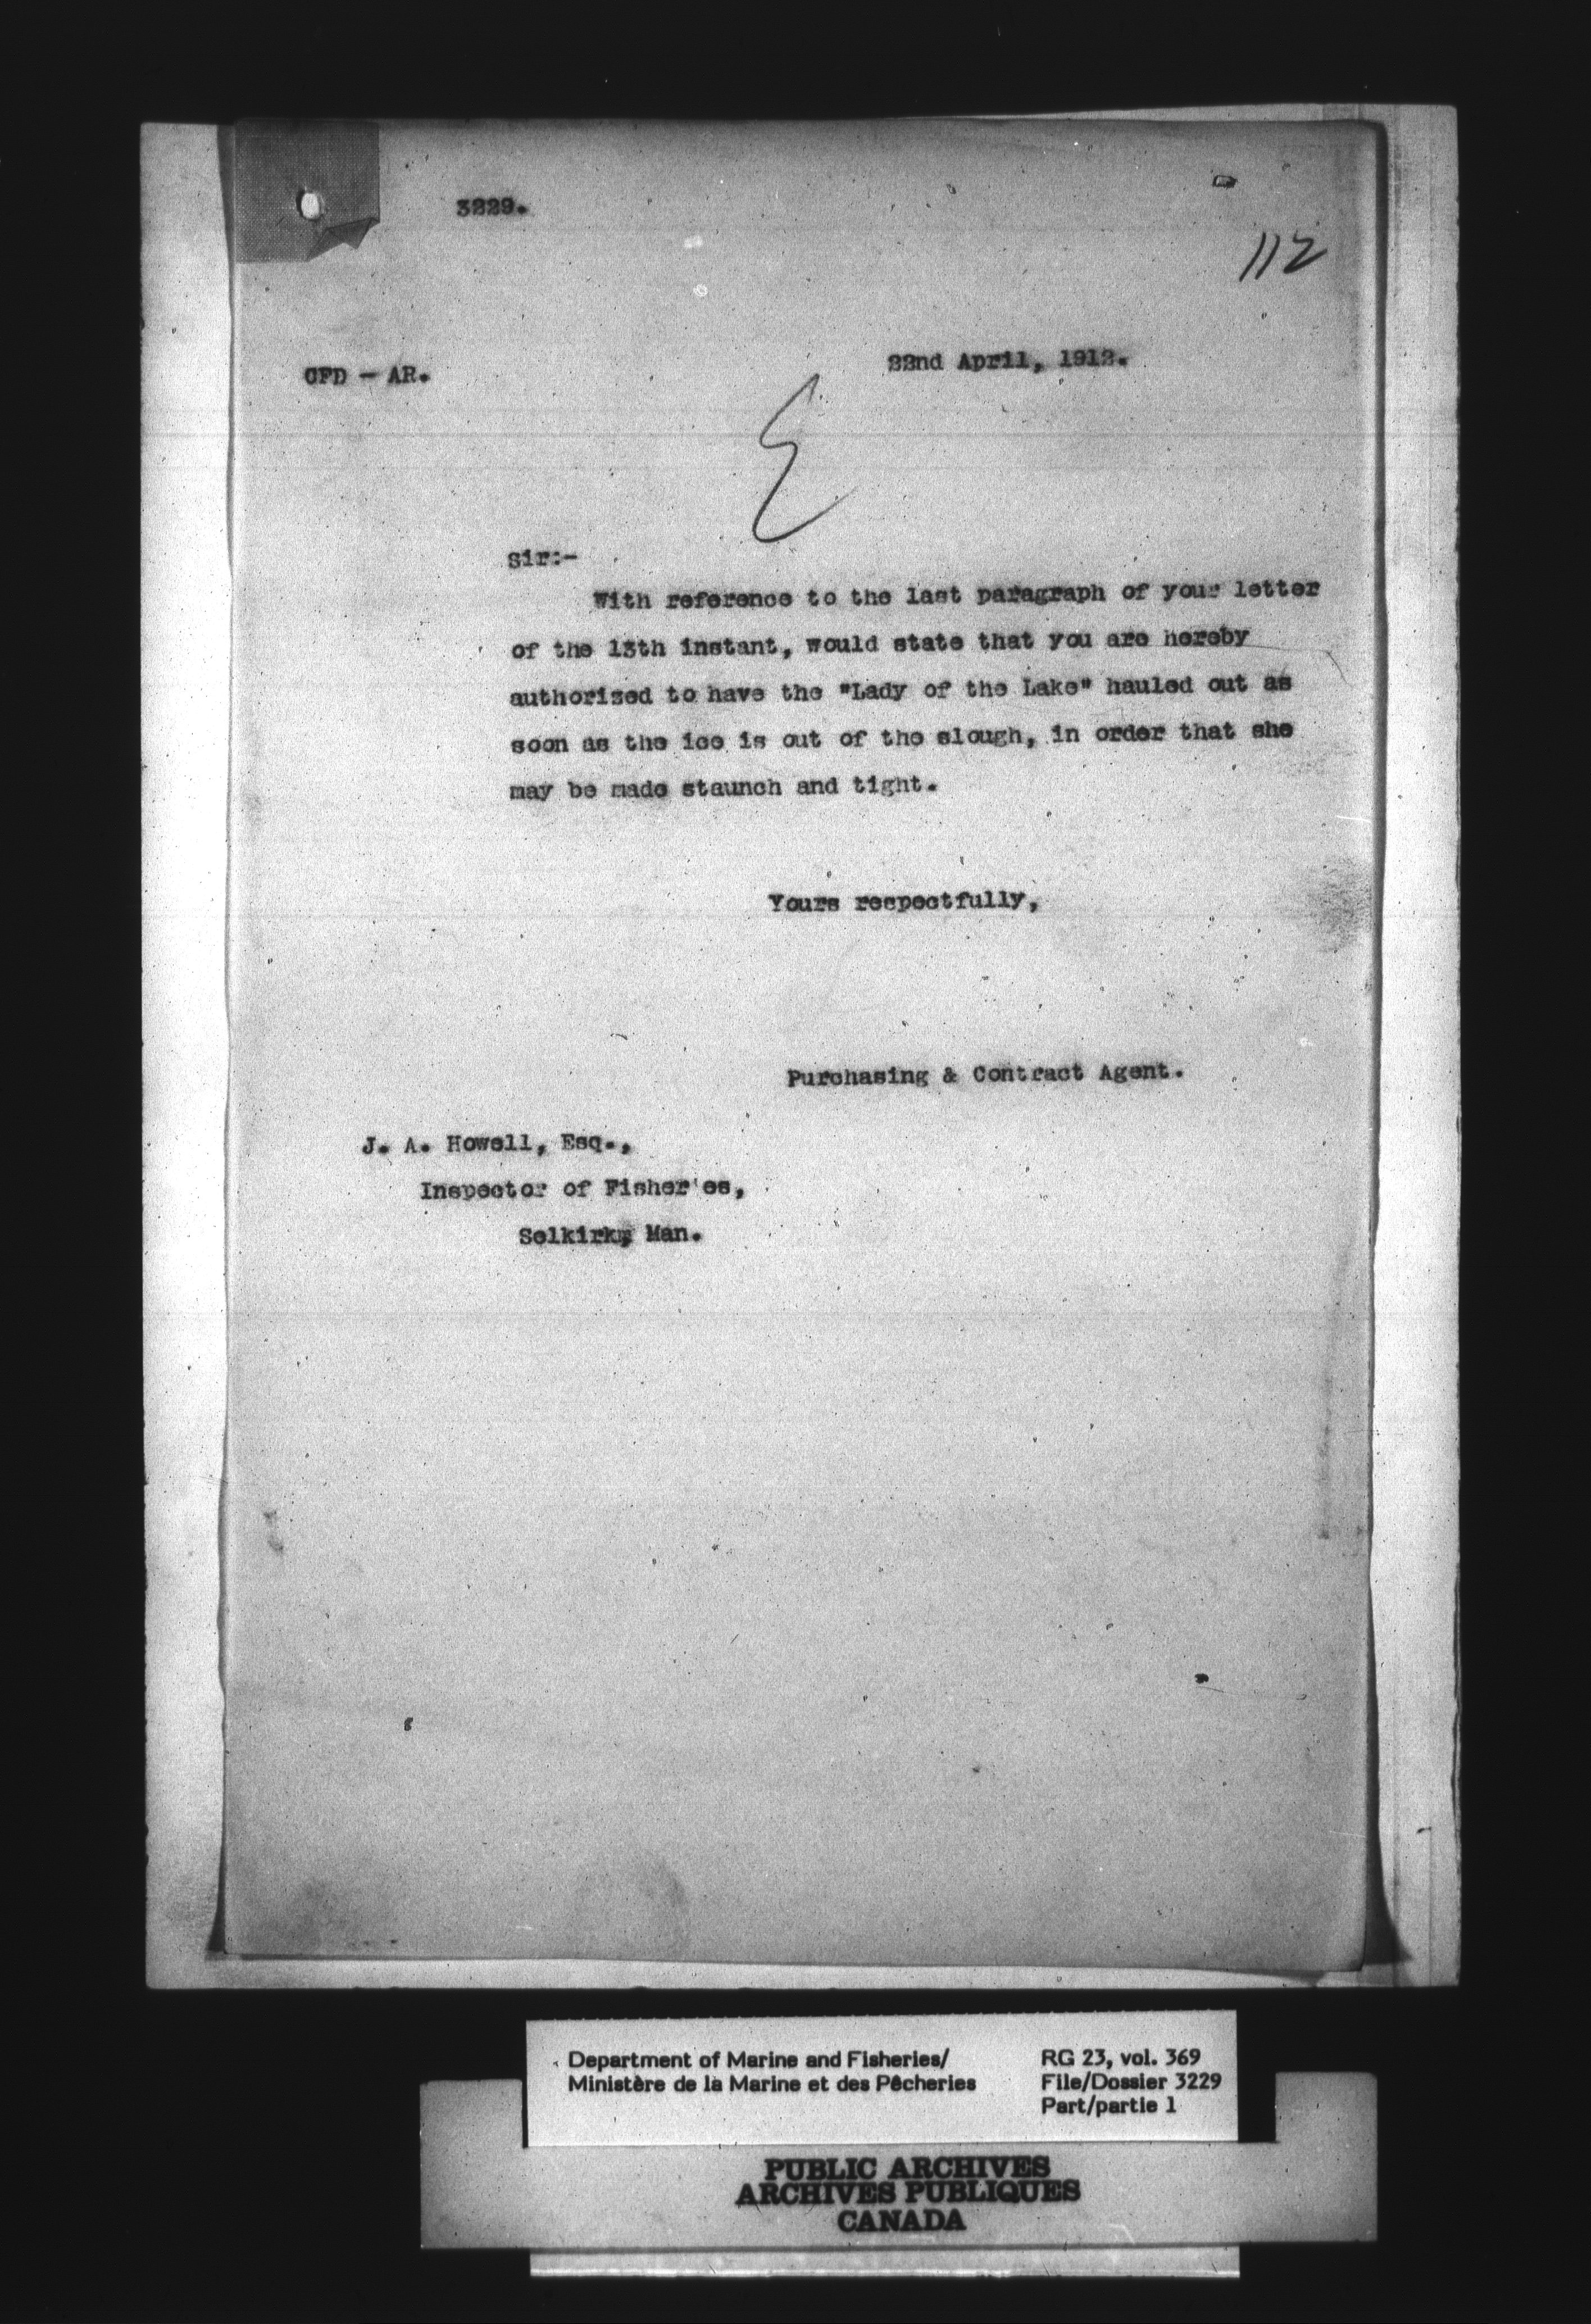 3229.
112
22nd April, 1912.
CFD - AR.
Sir:-
With reference to the last paragraph of your letter
of the 13th instant, would state that you are hereby
authorized to have the "Lady of the Lake" hauled out as
soon as the ice is out of the slough, in order that she
may be made staunch and tight.
Yours respectfully,
Purchasing & Contract Agent.
J. A. Howell, Esq.,
Inspector of Fisheries,
Selkirk, Man.
Department of Marine and Fisheries/
Ministère de la Marine et des Pêcheries
RG 23, vol. 369
File/Dossier 3229
Part/partie 1
PUBLIC ARCHIVES
ARCHIVES PUBLIQUES
CANADA